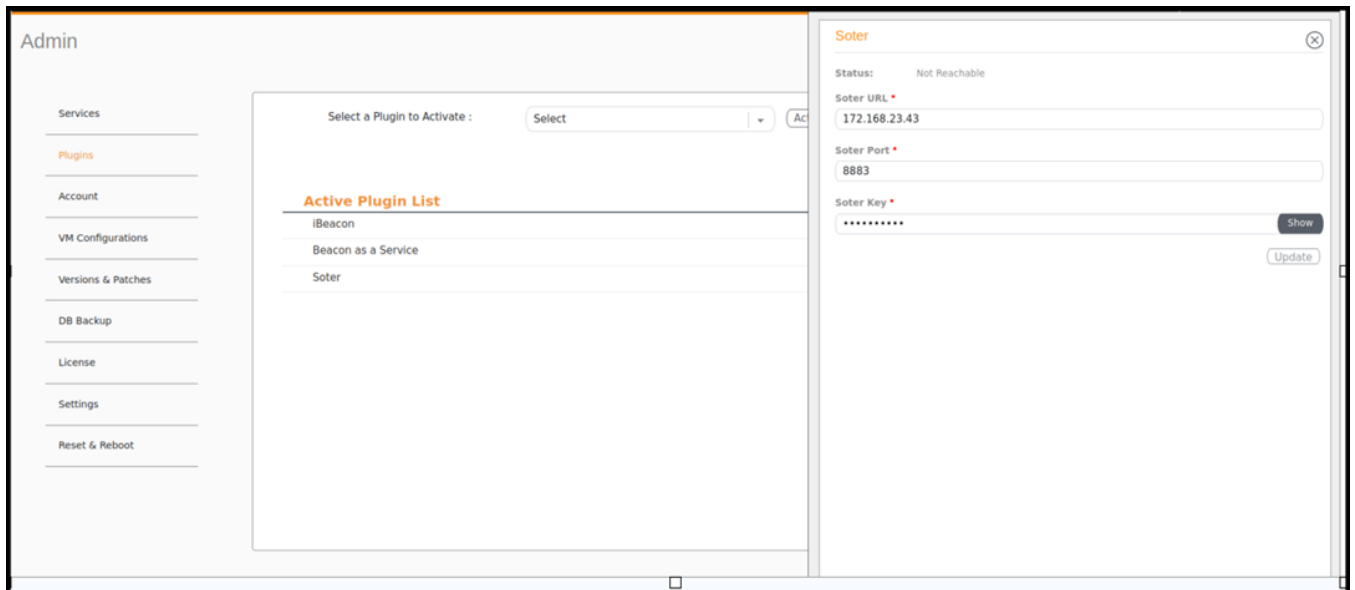 Admin
Services
Plugins
Account
VM Configurations
Versions & Patches
DB Backup
License
Settings
Reset & Reboot
Select a Plugin to Activate :
Select
Active Plugin List
iBeacon
Beacon as a Service
Soter
Soter
Status: Not Reachable
Soter URL *
172.168.23.43
Soter Port *
8883
Soter Key *
••••••••••
Show
Update